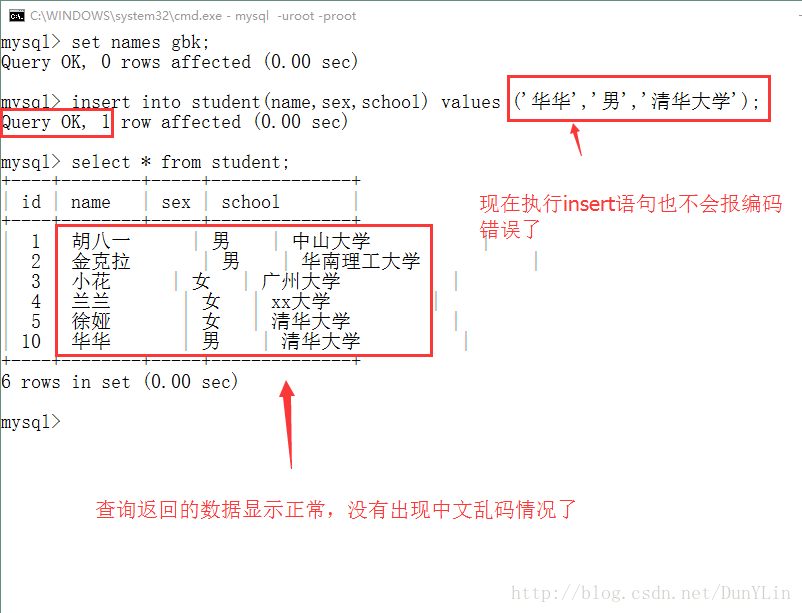 C:\WINDOWS\system32\cmd.exe - mysql  -uroot -proot
mysql> set names gbk;
Query OK, 0 rows affected (0.00 sec)
mysql> insert into student(name,sex,school) values ('华华','男','清华大学');
Query OK, 1 row affected (0.00 sec)
mysql> select * from student;
+----+--------+-----+--------------+
| id | name   | sex | school       |
+----+--------+-----+--------------+
|  1 | 胡八一 | 男 | 中山大学 |
|  2 | 金克拉 | 男 | 华南理工大学 |
|  3 | 小花 | 女 | 广州大学 |
|  4 | 兰兰 | 女 | xx大学 |
|  5 | 徐娅 | 女 | 清华大学 |
| 10 | 华华 | 男 | 清华大学 |
+----+--------+-----+--------------+
6 rows in set (0.00 sec)
mysql>
现在执行insert语句也不会报编码
错误了
查询返回的数据显示正常，没有出现中文乱码情况了
http://blog.csdn.net/DunYLin